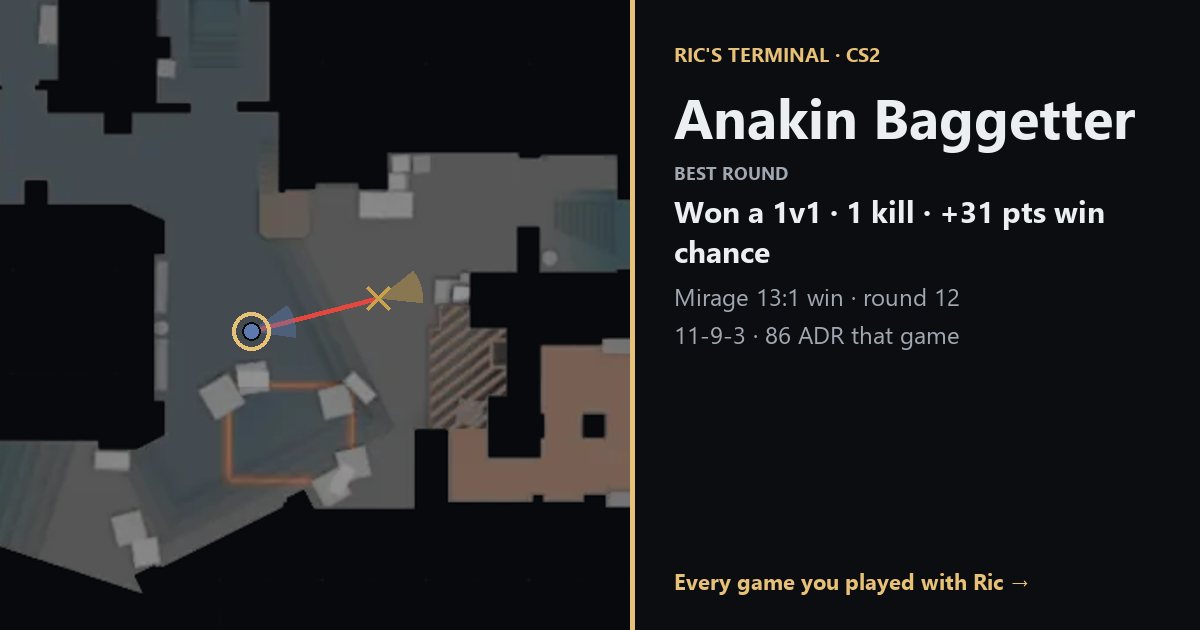 RIC'S TERMINAL · CS2
Anakin Baggetter
BEST ROUND
Won a 1v1 · 1 kill · +31 pts win
chance
Mirage 13:1 win · round 12
11-9-3 · 86 ADR that game
Every game you played with Ric →